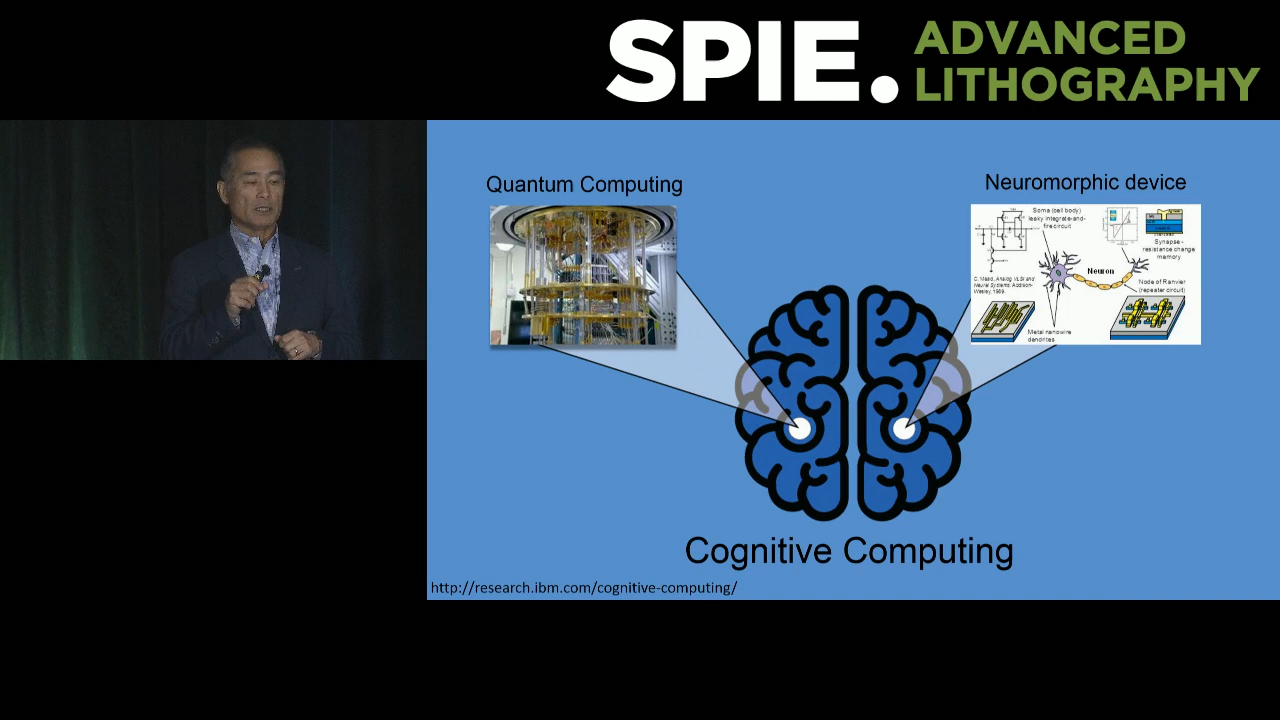 SPIE. ADVANCED
LITHOGRAPHY
Quantum Computing
Neuromorphic device
Soma (cell body)
leaky integrate-and-
fire circuit
Synapse -
resistance change
memory
Neuron
C. Mead, Analog VLSI and
Neural Systems, Addison-
Wesley, 1989.
Node of Ranvier
(repeater circuit)
Metal nanowire
dendrites
Cognitive Computing
http://research.ibm.com/cognitive-computing/